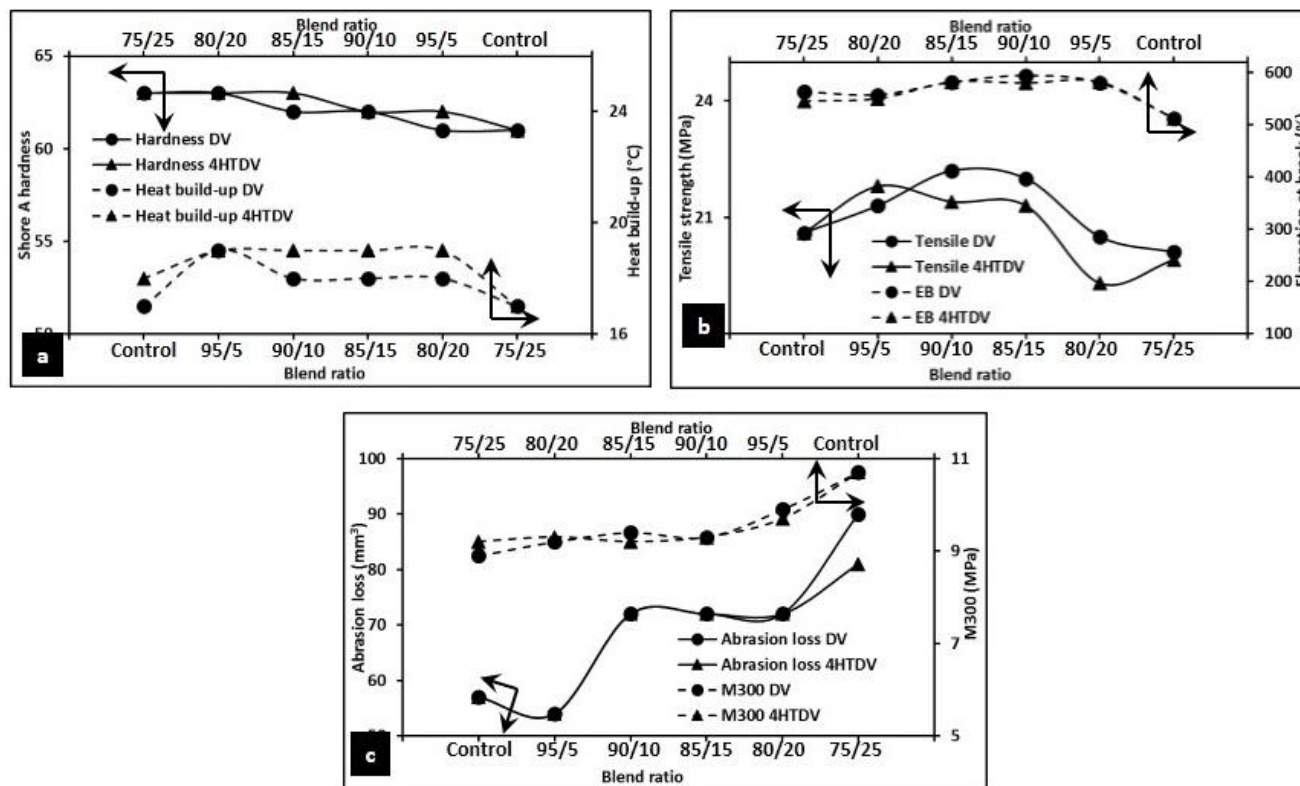 Blend ratio
75/25 80/20 85/15 90/10 95/5 Control
65
60
55
50
Shore A hardness
24
20
16
Heat build-up (°C)
Hardness DV
Hardness 4HTDV
Heat build-up DV
Heat build-up 4HTDV
a
Control 95/5 90/10 85/15 80/20 75/25
Blend ratio
Blend ratio
75/25 80/20 85/15 90/10 95/5 Control
24
21
Tensile strength (MPa)
600
500
400
300
200
100
Elongation at break (%)
Tensile DV
Tensile 4HTDV
EB DV
EB 4HTDV
b
Control 95/5 90/10 85/15 80/20 75/25
Blend ratio
Blend ratio
75/25 80/20 85/15 90/10 95/5 Control
100
90
80
70
60
50
Abrasion loss (mm³)
11
9
7
5
M300 (MPa)
Abrasion loss DV
Abrasion loss 4HTDV
M300 DV
M300 4HTDV
c
Control 95/5 90/10 85/15 80/20 75/25
Blend ratio